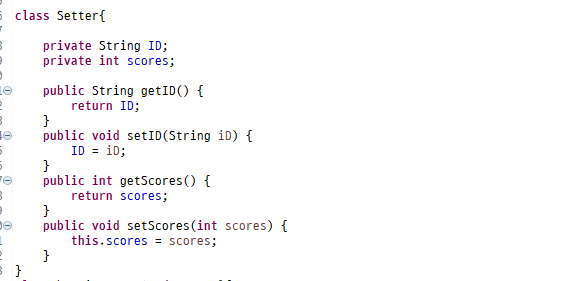 class Setter{
private String ID;
private int scores;
public String getID() {
return ID;
}
public void setID(String iD) {
ID = iD;
}
public int getScores() {
return scores;
}
public void setScores(int scores) {
this.scores = scores;
}
}